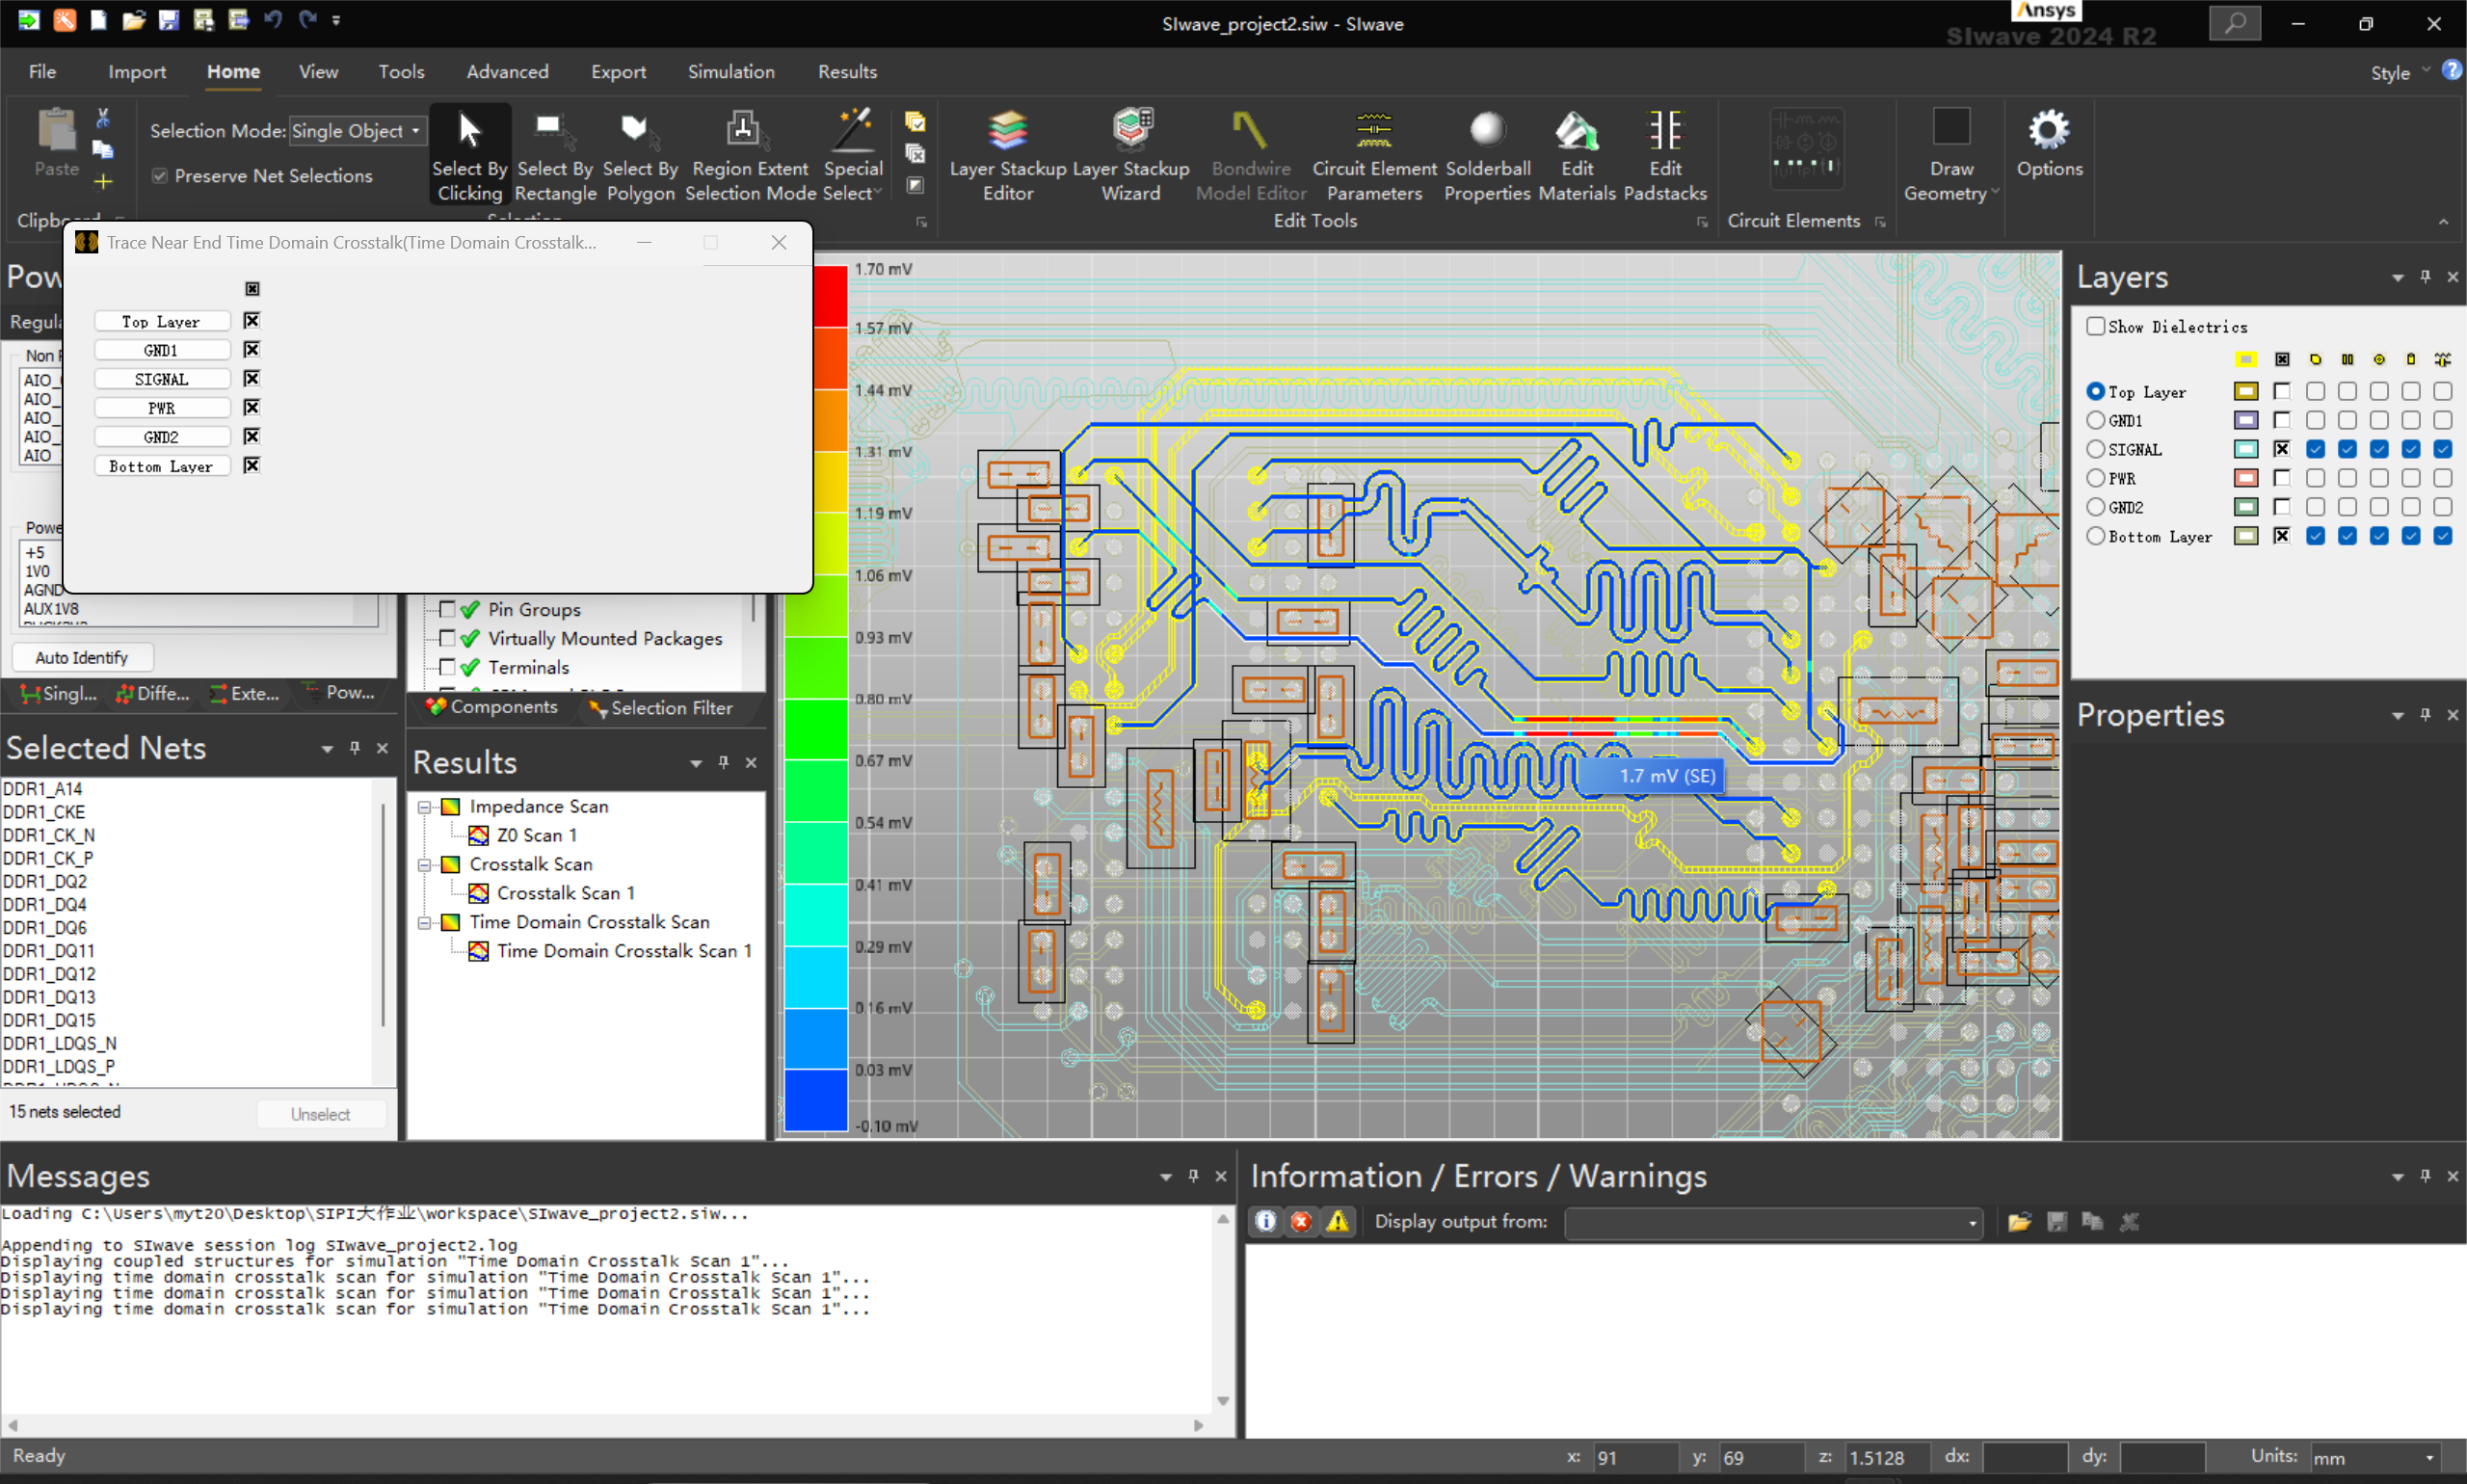 SIwave_project2.siw - SIwave
Ansys
SIwave 2024 R2
File Import Home View Tools Advanced Export Simulation Results
Style
Paste
Selection Mode: Single Object
Preserve Net Selections
Select By Clicking
Select By Rectangle
Select By Polygon
Region Extent Selection Mode
Special Select
Layer Stackup Editor
Layer Stackup Wizard
Bondwire Model Editor
Circuit Element Parameters
Solderball Properties
Edit Materials
Edit Padstacks
Draw Geometry
Options
Edit Tools
Circuit Elements
Trace Near End Time Domain Crosstalk(Time Domain Crosstalk...
Top Layer
GND1
SIGNAL
PWR
GND2
Bottom Layer
+5
1V0
AGND
AUX1V8
Auto Identify
Singl... Diffe... Exte... Pow...
Pin Groups
Virtually Mounted Packages
Terminals
Components Selection Filter
Selected Nets
DDR1_A14
DDR1_CKE
DDR1_CK_N
DDR1_CK_P
DDR1_DQ2
DDR1_DQ4
DDR1_DQ6
DDR1_DQ11
DDR1_DQ12
DDR1_DQ13
DDR1_DQ15
DDR1_LDQS_N
DDR1_LDQS_P
15 nets selected
Unselect
Results
Impedance Scan
Z0 Scan 1
Crosstalk Scan
Crosstalk Scan 1
Time Domain Crosstalk Scan
Time Domain Crosstalk Scan 1
1.70 mV
1.57 mV
1.44 mV
1.31 mV
1.19 mV
1.06 mV
0.93 mV
0.80 mV
0.67 mV
0.54 mV
0.41 mV
0.29 mV
0.16 mV
0.03 mV
-0.10 mV
1.7 mV (SE)
Layers
Show Dielectrics
Top Layer
GND1
SIGNAL
PWR
GND2
Bottom Layer
Properties
Messages
Loading C:\Users\myt20\Desktop\SIPI大作业\workspace\SIwave_project2.siw...
Appending to SIwave session log SIwave_project2.log
Displaying coupled structures for simulation "Time Domain Crosstalk Scan 1"...
Displaying time domain crosstalk scan for simulation "Time Domain Crosstalk Scan 1"...
Displaying time domain crosstalk scan for simulation "Time Domain Crosstalk Scan 1"...
Displaying time domain crosstalk scan for simulation "Time Domain Crosstalk Scan 1"...
Information / Errors / Warnings
Display output from:
Ready
x: 91 y: 69 z: 1.5128 dx: dy: Units: mm